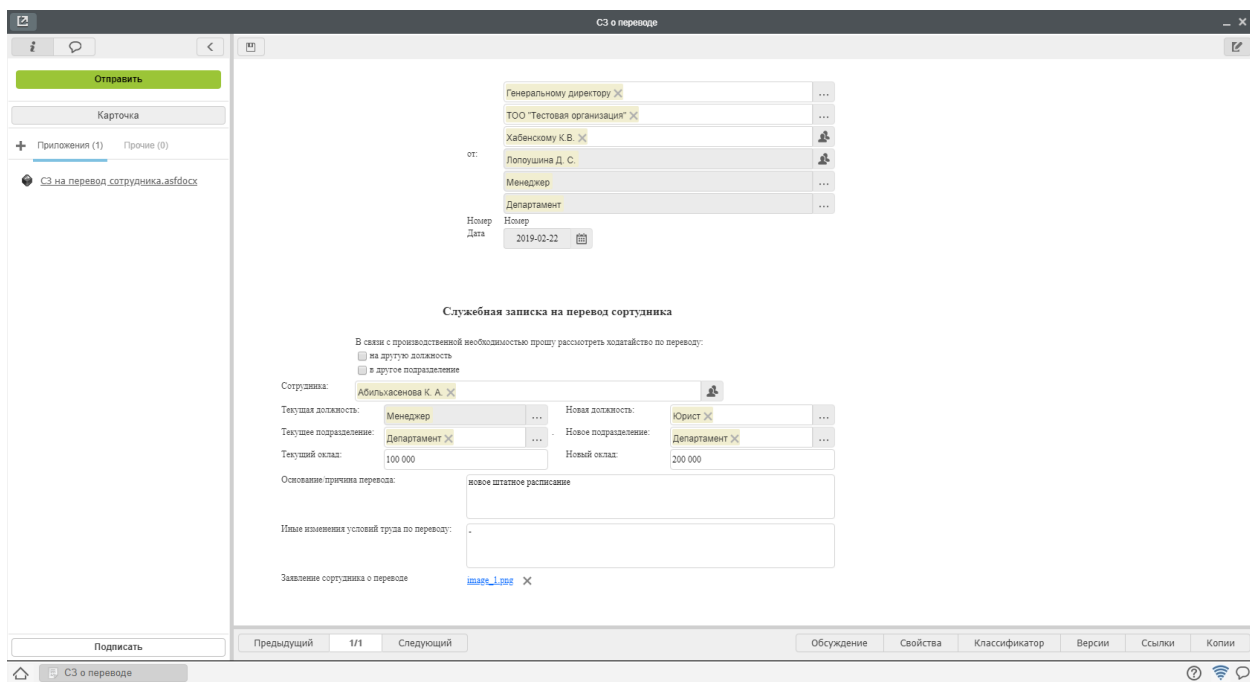 СЗ о переводе
Отправить
Карточка
Приложения (1) Прочие (0)
СЗ на перевод сотрудника.asfdocx
Генеральному директору
ТОО "Тестовая организация"
Хабенскому К.В.
от: Лопоушина Д. С.
Менеджер
Департамент
Номер Номер
Дата 2019-02-22
Служебная записка на перевод сортудника
В связи с производственной необходимостью прошу рассмотреть ходатайство по переводу:
на другую должность
в другое подразделение
Сотрудника: Абильхасенова К. А.
Текущая должность: Менеджер Новая должность: Юрист
Текущее подразделение: Департамент . Новое подразделение: Департамент
Текущий оклад: 100 000 Новый оклад: 200 000
Основание/причина перевода: новое штатное расписание
Иные изменения условий труда по переводу: -
Заявление сортудника о переводе image_1.png
Подписать
Предыдущий 1/1 Следующий Обсуждение Свойства Классификатор Версии Ссылки Копии
СЗ о переводе